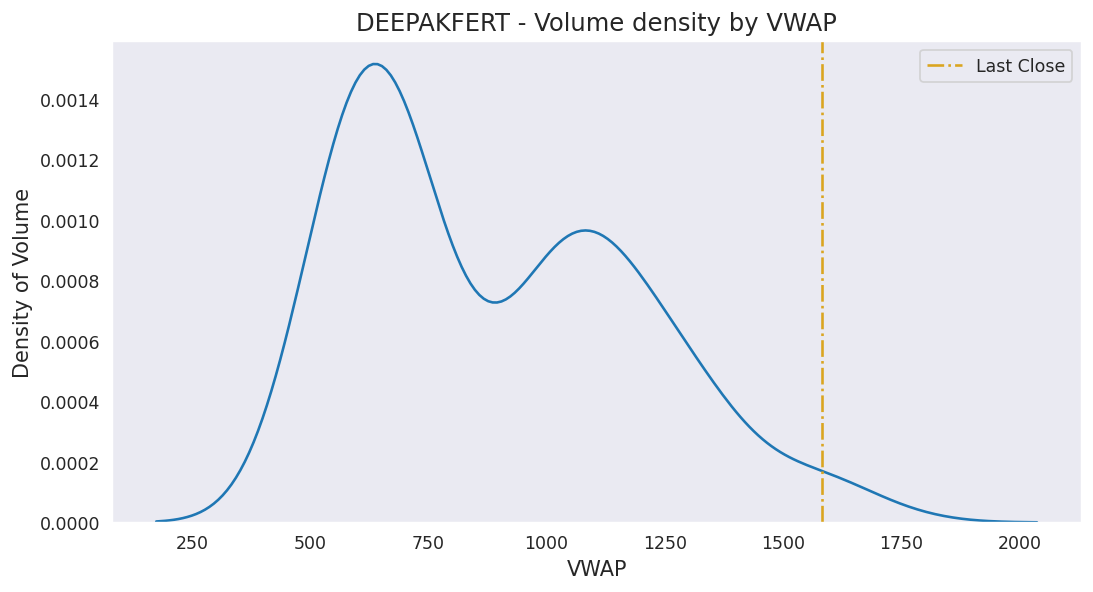 DEEPAKFERT - Volume density by VWAP
Last Close
Density of Volume
0.0014
0.0012
0.0010
0.0008
0.0006
0.0004
0.0002
0.0000
250 500 750 1000 1250 1500 1750 2000
VWAP